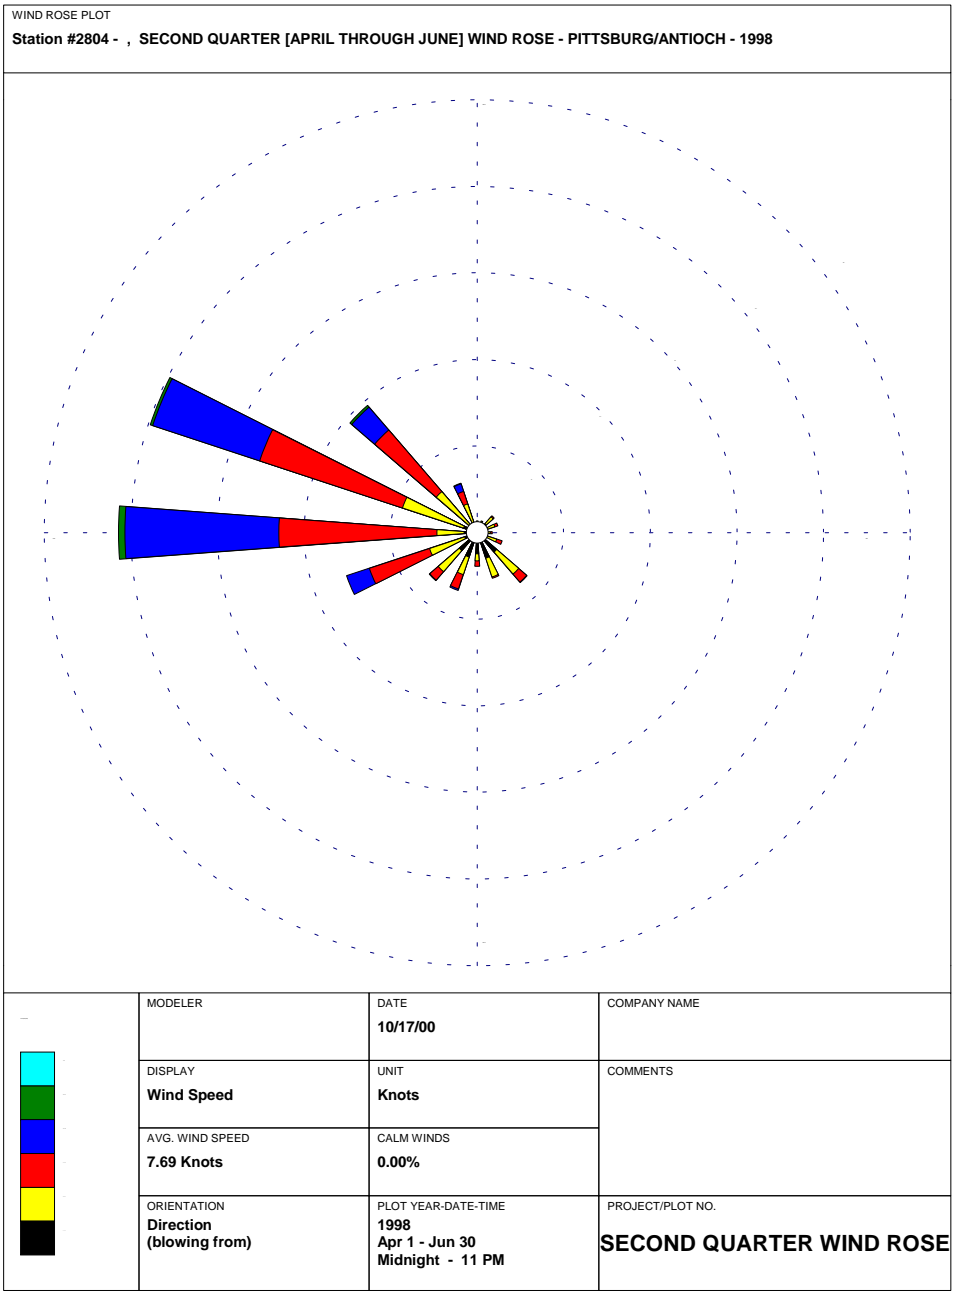 WIND ROSE PLOT
Station #2804 -  ,  SECOND QUARTER [APRIL THROUGH JUNE] WIND ROSE - PITTSBURG/ANTIOCH - 1998
MODELER
DATE
10/17/00
COMPANY NAME
DISPLAY
Wind Speed
UNIT
Knots
COMMENTS
AVG. WIND SPEED
7.69 Knots
CALM WINDS
0.00%
ORIENTATION
Direction
(blowing from)
PLOT YEAR-DATE-TIME
1998
Apr 1 - Jun 30
Midnight  -  11 PM
PROJECT/PLOT NO.
SECOND QUARTER WIND ROSE